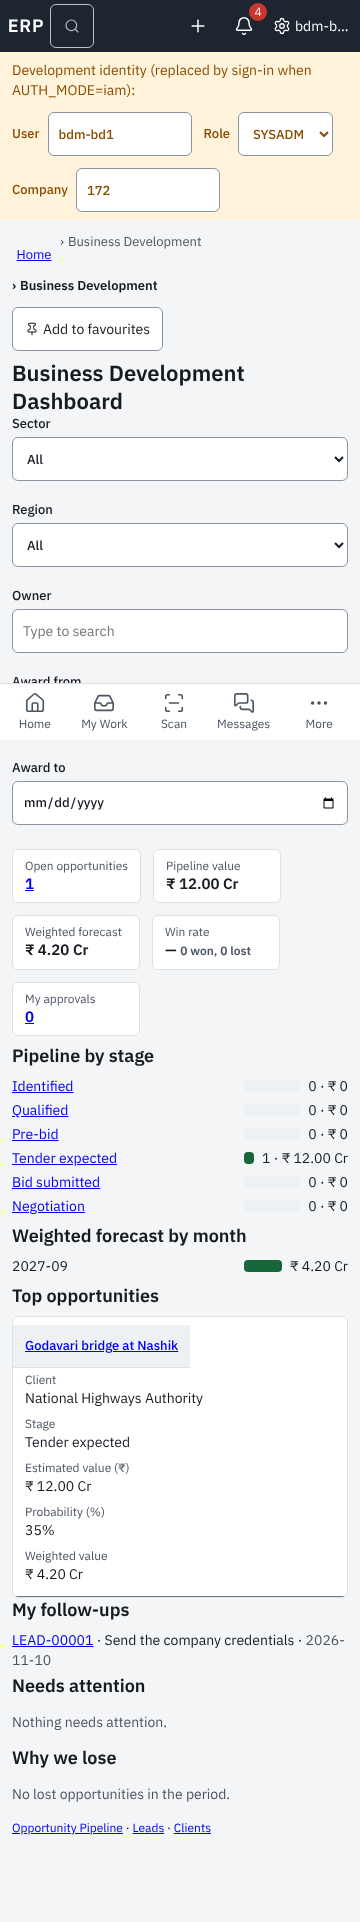 ERP
4
bdm-b...
Development identity (replaced by sign-in when
AUTH_MODE=iam):
User bdm-bd1 Role SYSADM
Company 172
Home › Business Development
› Business Development
Add to favourites
Business Development
Dashboard
Sector
All
Region
All
Owner
Type to search
Award from
Home My Work Scan Messages More
Award to
mm/dd/yyyy
Open opportunities
1
Pipeline value
₹ 12.00 Cr
Weighted forecast
₹ 4.20 Cr
Win rate
— 0 won, 0 lost
My approvals
0
Pipeline by stage
Identified 0 · ₹ 0
Qualified 0 · ₹ 0
Pre-bid 0 · ₹ 0
Tender expected 1 · ₹ 12.00 Cr
Bid submitted 0 · ₹ 0
Negotiation 0 · ₹ 0
Weighted forecast by month
2027-09 ₹ 4.20 Cr
Top opportunities
Godavari bridge at Nashik
Client
National Highways Authority
Stage
Tender expected
Estimated value (₹)
₹ 12.00 Cr
Probability (%)
35%
Weighted value
₹ 4.20 Cr
My follow-ups
LEAD-00001 · Send the company credentials · 2026-
11-10
Needs attention
Nothing needs attention.
Why we lose
No lost opportunities in the period.
Opportunity Pipeline · Leads · Clients